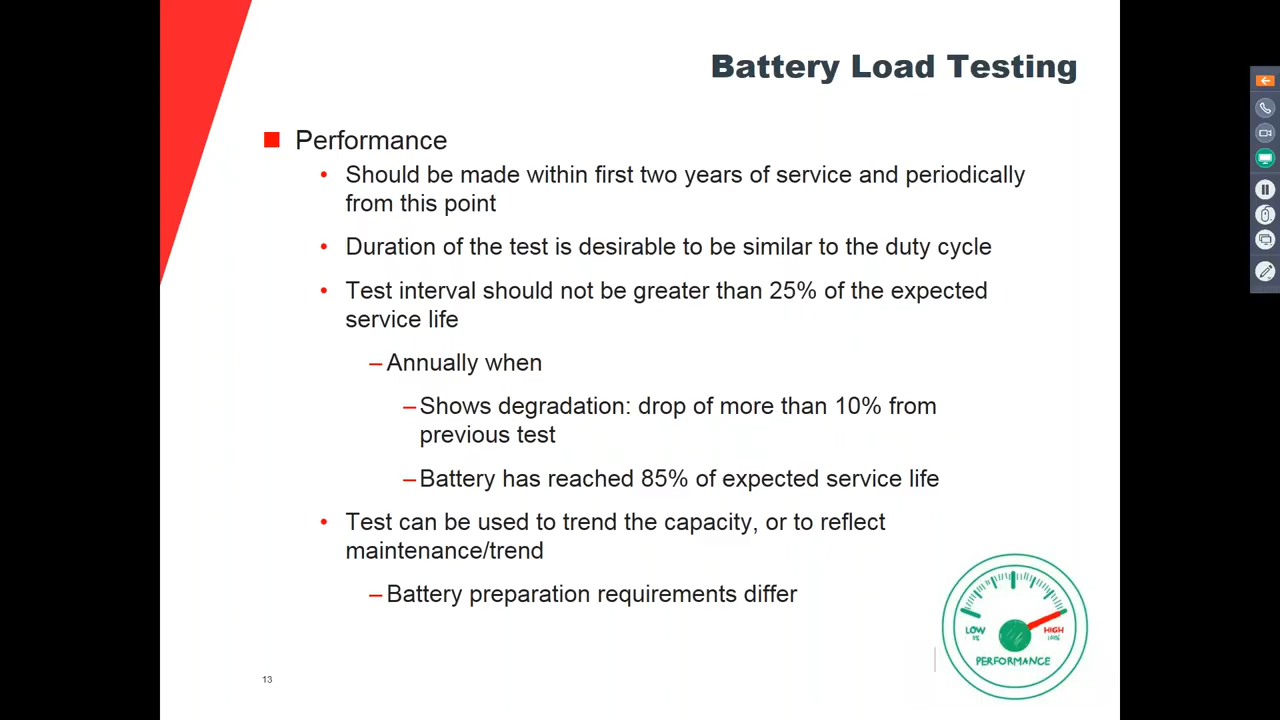 Battery Load Testing
Performance
Should be made within first two years of service and periodically
from this point
Duration of the test is desirable to be similar to the duty cycle
Test interval should not be greater than 25% of the expected
service life
–Annually when
–Shows degradation: drop of more than 10% from
previous test
–Battery has reached 85% of expected service life
Test can be used to trend the capacity, or to reflect
maintenance/trend
–Battery preparation requirements differ
LOW
HIGH
PERFORMANCE
13